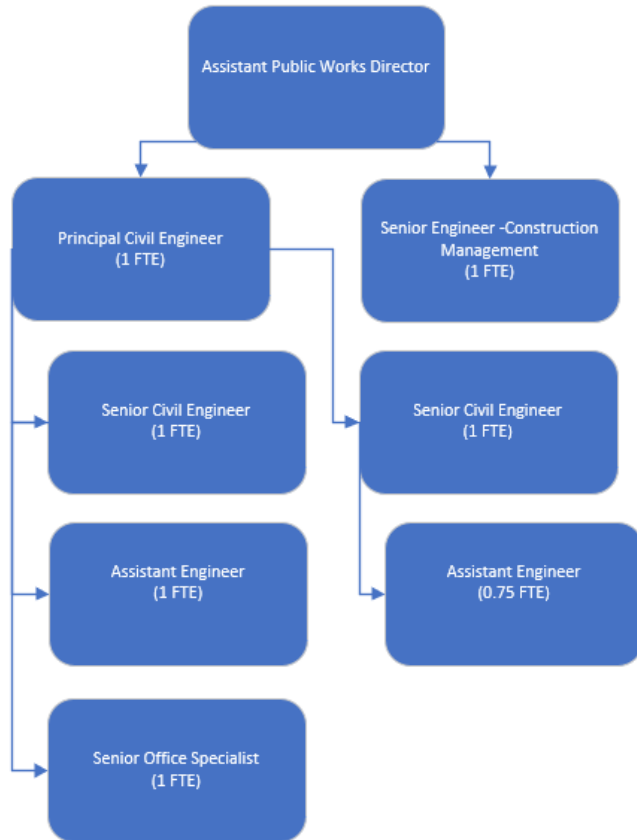 Assistant Public Works Director
Principal Civil Engineer
(1 FTE)
Senior Engineer -Construction
Management
(1 FTE)
Senior Civil Engineer
(1 FTE)
Senior Civil Engineer
(1 FTE)
Assistant Engineer
(1 FTE)
Assistant Engineer
(0.75 FTE)
Senior Office Specialist
(1 FTE)